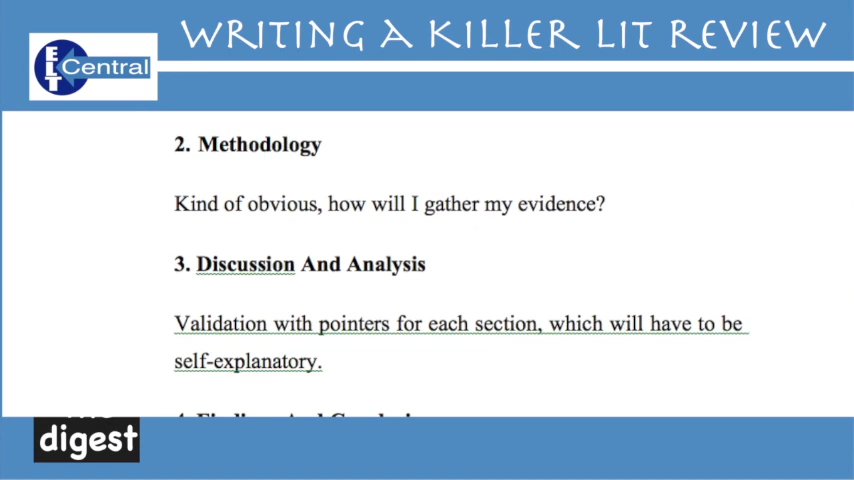 WRITING A KILLER LIT REVIEW
ELT Central
2. Methodology
Kind of obvious, how will I gather my evidence?
3. Discussion And Analysis
Validation with pointers for each section, which will have to be
self-explanatory.
digest